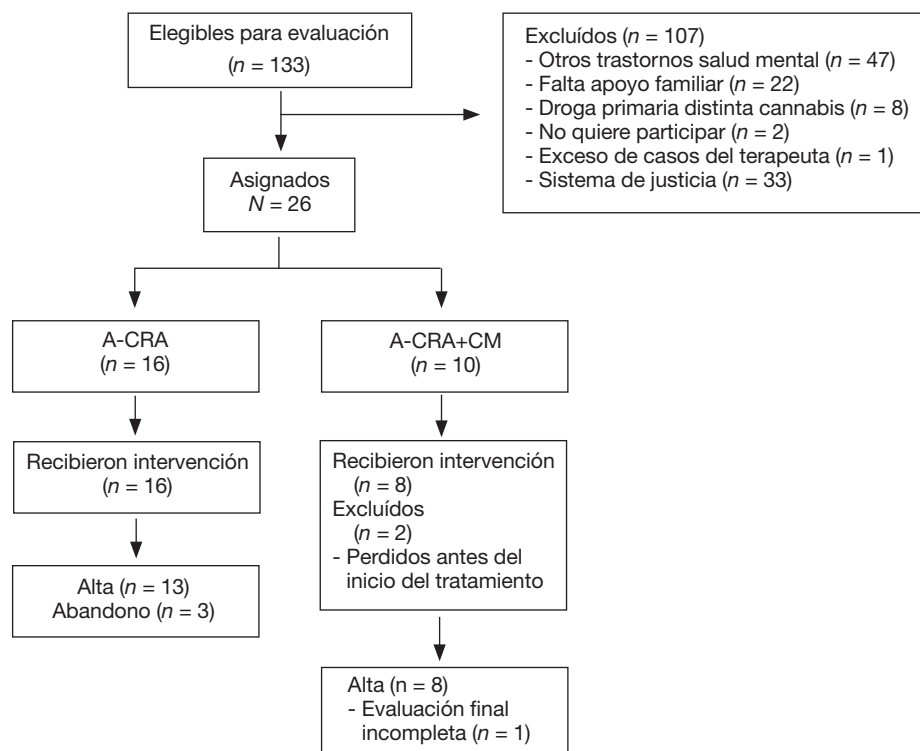 Elegibles para evaluación
(n = 133)
Excluídos (n = 107)
- Otros trastornos salud mental (n = 47)
- Falta apoyo familiar (n = 22)
- Droga primaria distinta cannabis (n = 8)
- No quiere participar (n = 2)
- Exceso de casos del terapeuta (n = 1)
- Sistema de justicia (n = 33)
Asignados
N = 26
A-CRA
(n = 16)
A-CRA+CM
(n = 10)
Recibieron intervención
(n = 16)
Recibieron intervención
(n = 8)
Excluídos
(n = 2)
- Perdidos antes del
inicio del tratamiento
Alta (n = 13)
Abandono (n = 3)
Alta (n = 8)
- Evaluación final
incompleta (n = 1)